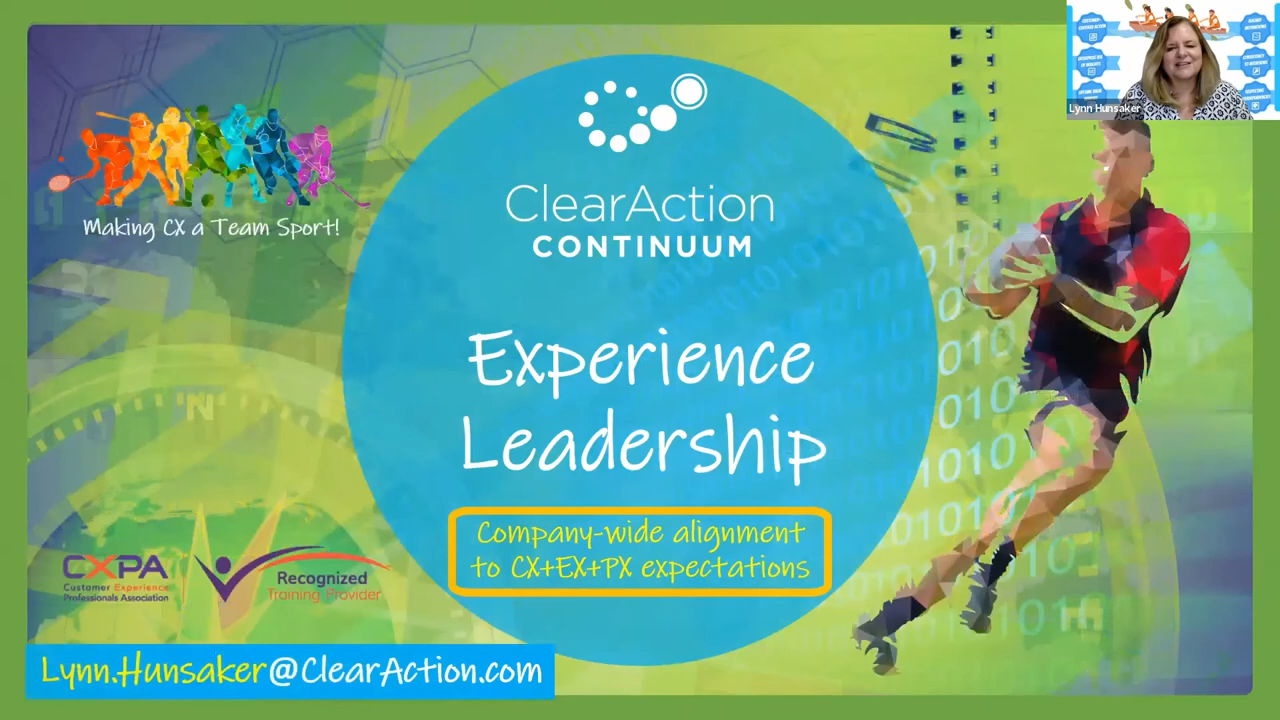 Lynn Hunsaker
Making CX a Team Sport!
ClearAction
CONTINUUM
Experience
Leadership
Company-wide alignment
to CX+EX+PX expectations
CXPA
Customer Experience
Professionals Association
Recognized
Training Provider
Lynn.Hunsaker@ClearAction.com
N